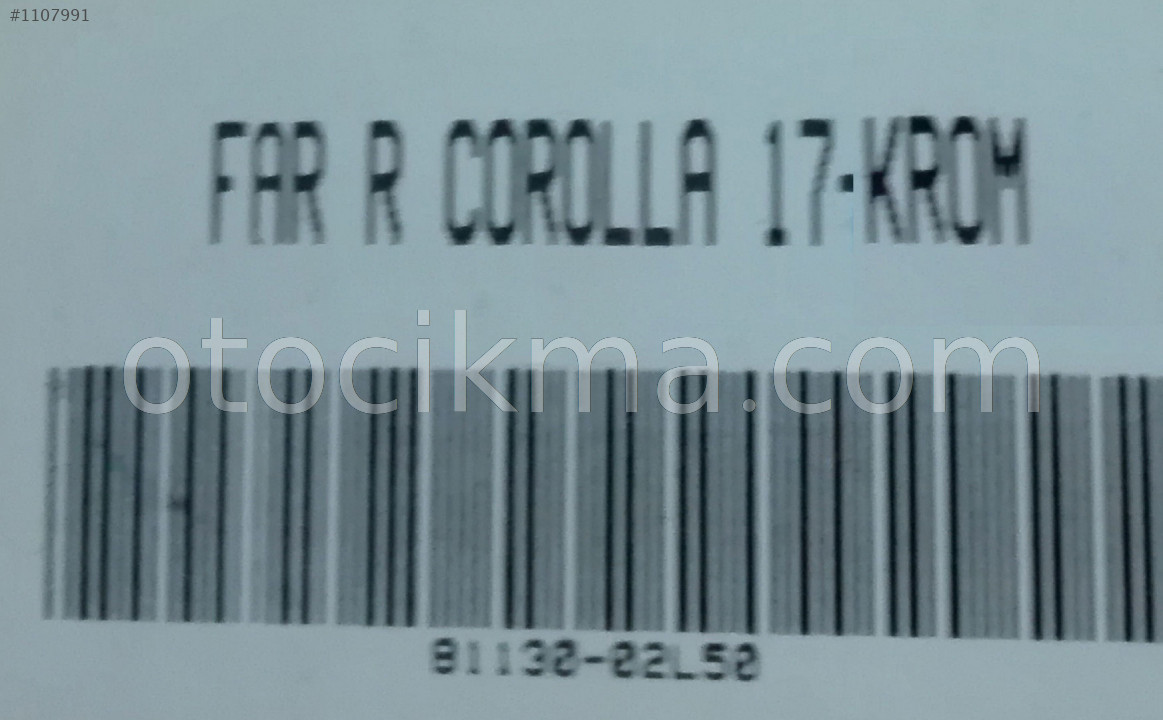 #1107991
FAR R COROLLA 17-KROM
otocikma.com
81130-02L50